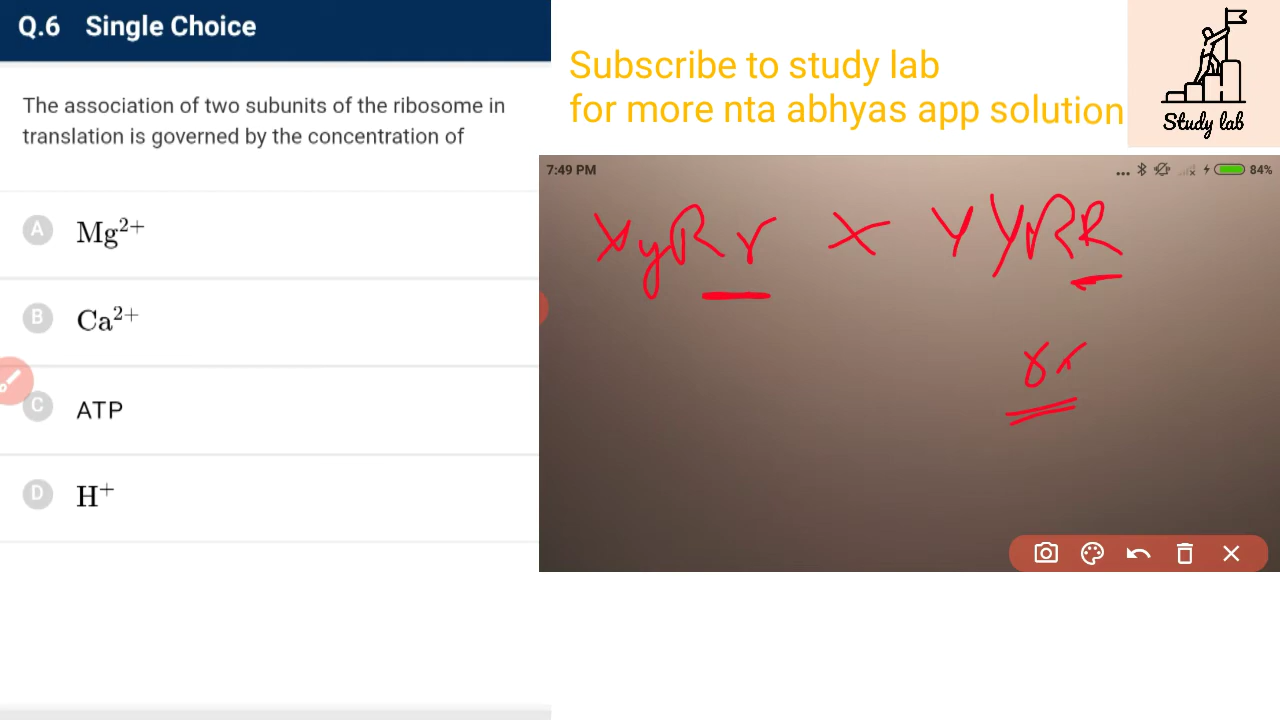 Q.6 Single Choice
The association of two subunits of the ribosome in
translation is governed by the concentration of
A Mg²⁺
B Ca²⁺
C ATP
D H⁺
Subscribe to study lab
for more nta abhyas app solution
Study lab
7:49 PM
84%
XyRr X YYRR